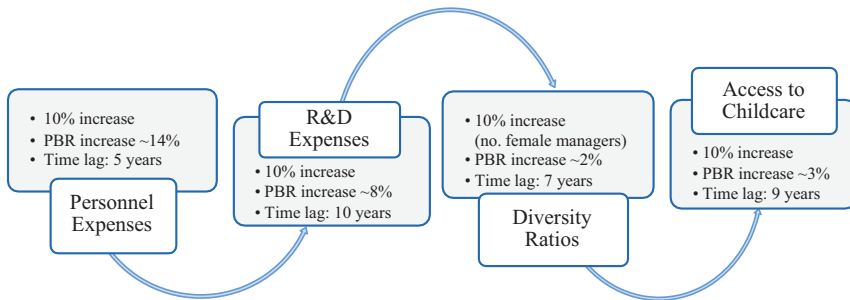 • 10% increase
• PBR increase ~14%
• Time lag: 5 years
Personnel
Expenses
R&D
Expenses
• 10% increase
• PBR increase ~8%
• Time lag: 10 years
• 10% increase
(no. female managers)
• PBR increase ~2%
• Time lag: 7 years
Diversity
Ratios
Access to
Childcare
• 10% increase
• PBR increase ~3%
• Time lag: 9 years